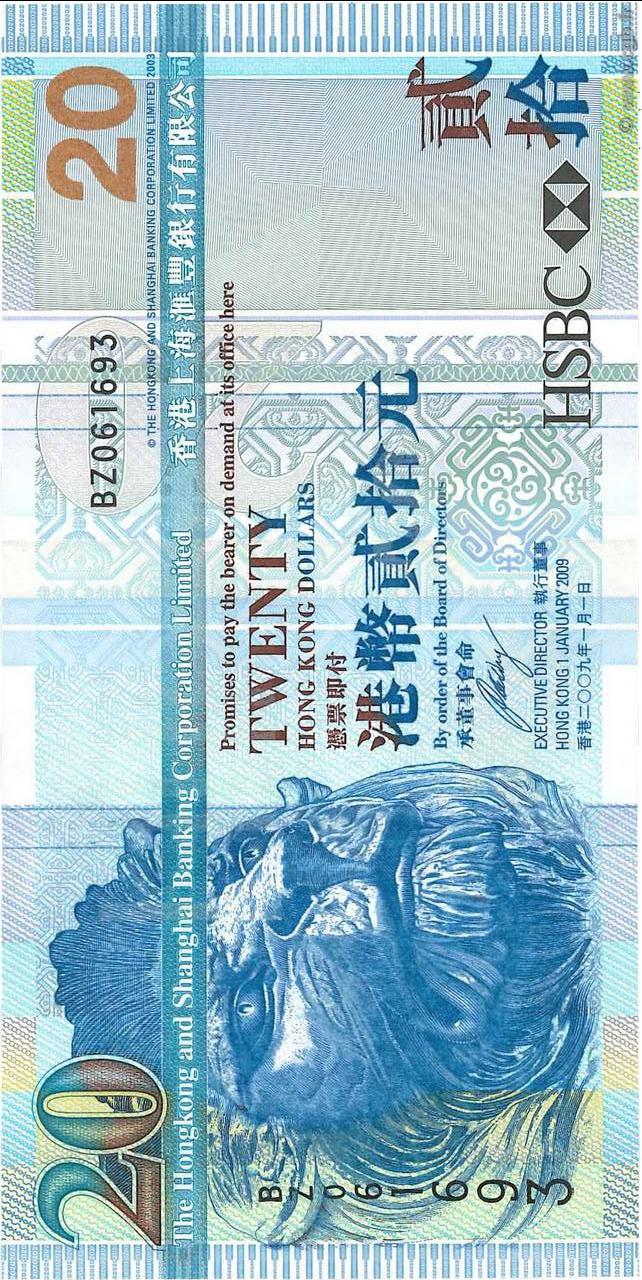 20
The Hongkong and Shanghai Banking Corporation Limited 香港上海滙豐銀行有限公司
© THE HONGKONG AND SHANGHAI BANKING CORPORATION LIMITED 2003
20
BZ061693
Promises to pay the bearer on demand at its office here
TWENTY
HONG KONG DOLLARS
憑票即付
港幣貳拾元
By order of the Board of Directors
承董事會命
EXECUTIVE DIRECTOR 執行董事
HONG KONG 1 JANUARY 2009
香港二〇〇九年一月一日
貳拾
HSBC
BZ061693